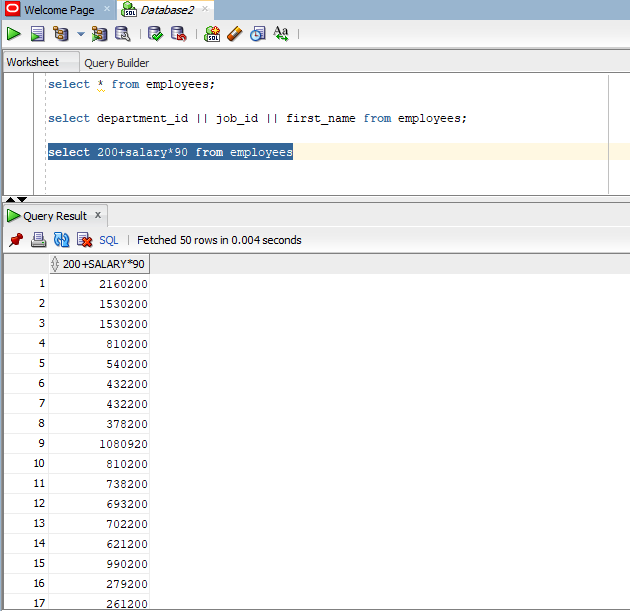 Welcome Page × Database2 ×
Worksheet Query Builder
select * from employees;
select department_id || job_id || first_name from employees;
select 200+salary*90 from employees
Query Result ×
SQL | Fetched 50 rows in 0.004 seconds
200+SALARY*90
1 2160200
2 1530200
3 1530200
4 810200
5 540200
6 432200
7 432200
8 378200
9 1080920
10 810200
11 738200
12 693200
13 702200
14 621200
15 990200
16 279200
17 261200